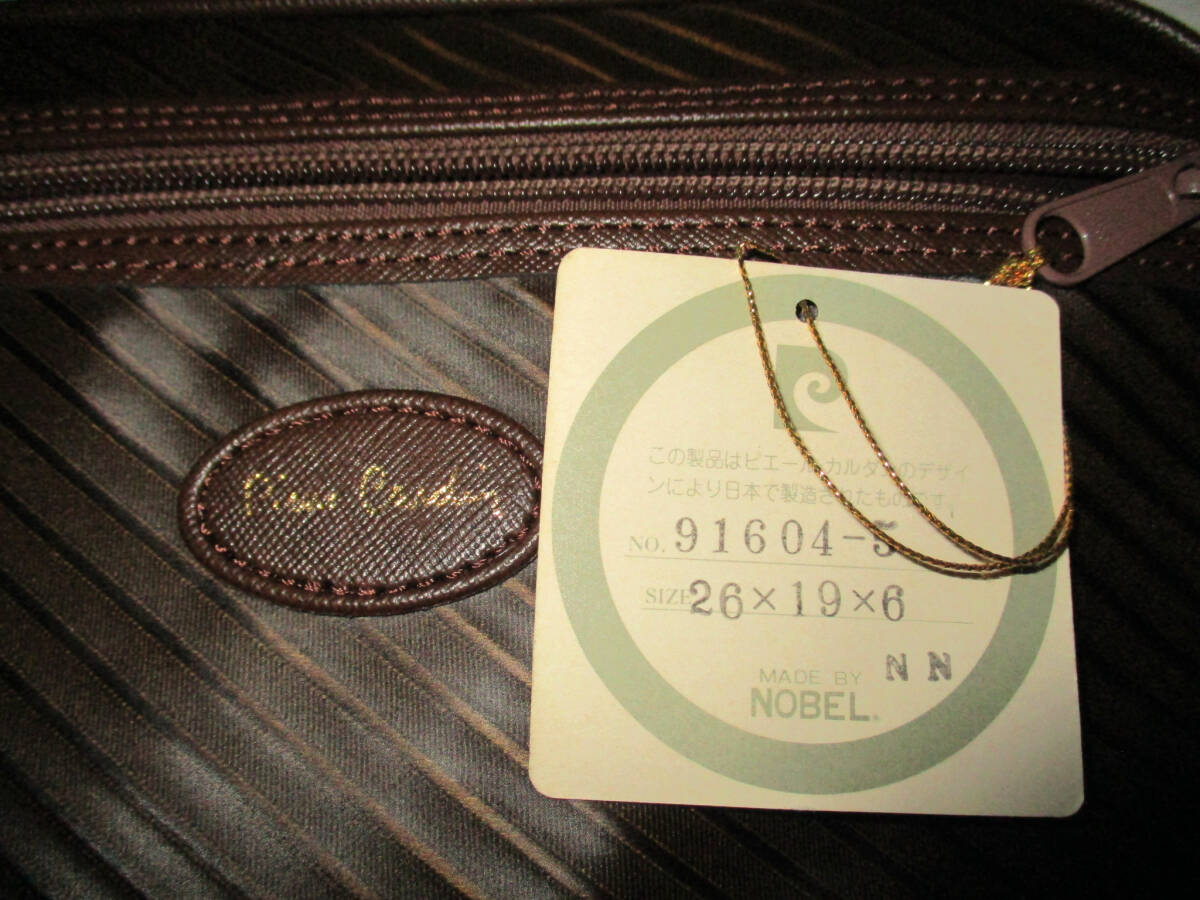 Pierre Cardin
この製品はピエール カルダンのデザイ
ンにより日本で製造されたものです。
NO. 91604-5
SIZE 26×19×6
NN
MADE BY
NOBEL.